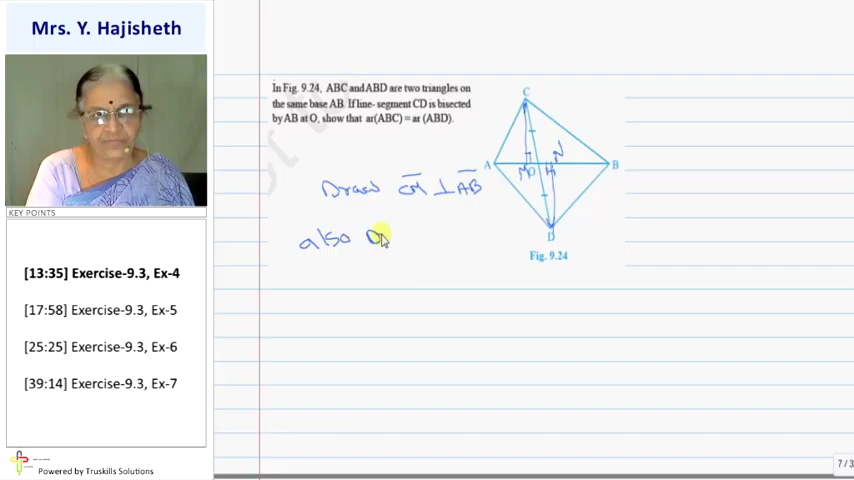 Mrs. Y. Hajisheth
KEY POINTS
[13:35] Exercise-9.3, Ex-4
[17:58] Exercise-9.3, Ex-5
[25:25] Exercise-9.3, Ex-6
[39:14] Exercise-9.3, Ex-7
Powered by Truskills Solutions
In Fig. 9.24, ABC and ABD are two triangles on
the same base AB. If line- segment CD is bisected
by AB at O, show that ar(ABC) = ar (ABD).
C
A
M
O
N
B
D
Fig. 9.24
Draw CM ⊥ AB
also D
7 / 3